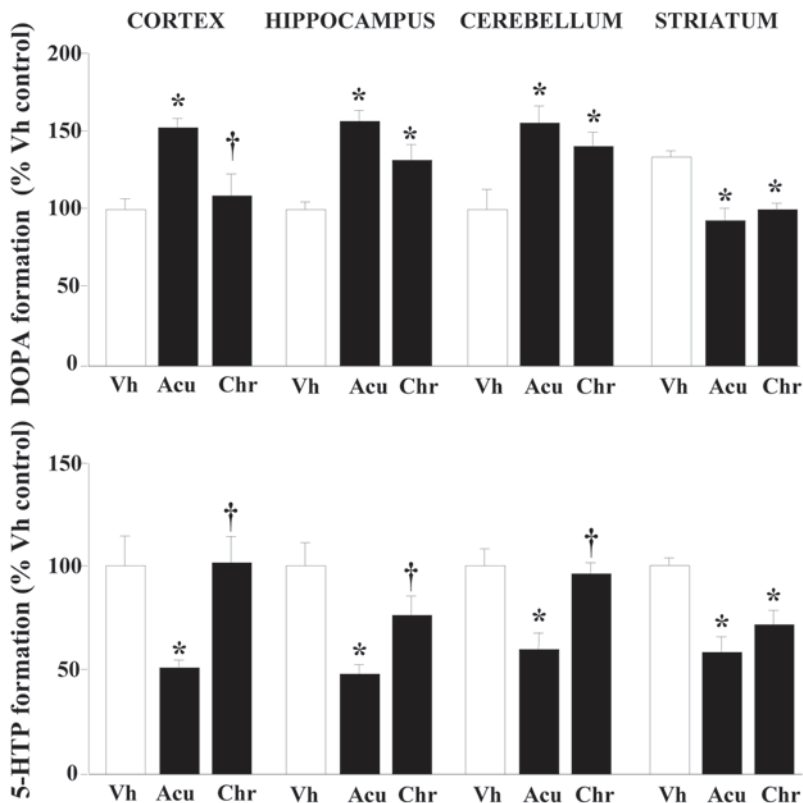 CORTEX HIPPOCAMPUS CEREBELLUM STRIATUM
DOPA formation (% Vh control)
200
150
100
50
0
* † * * * * * *
Vh Acu Chr Vh Acu Chr Vh Acu Chr Vh Acu Chr
5-HTP formation (% Vh control)
150
100
50
0
* † * † * † * *
Vh Acu Chr Vh Acu Chr Vh Acu Chr Vh Acu Chr